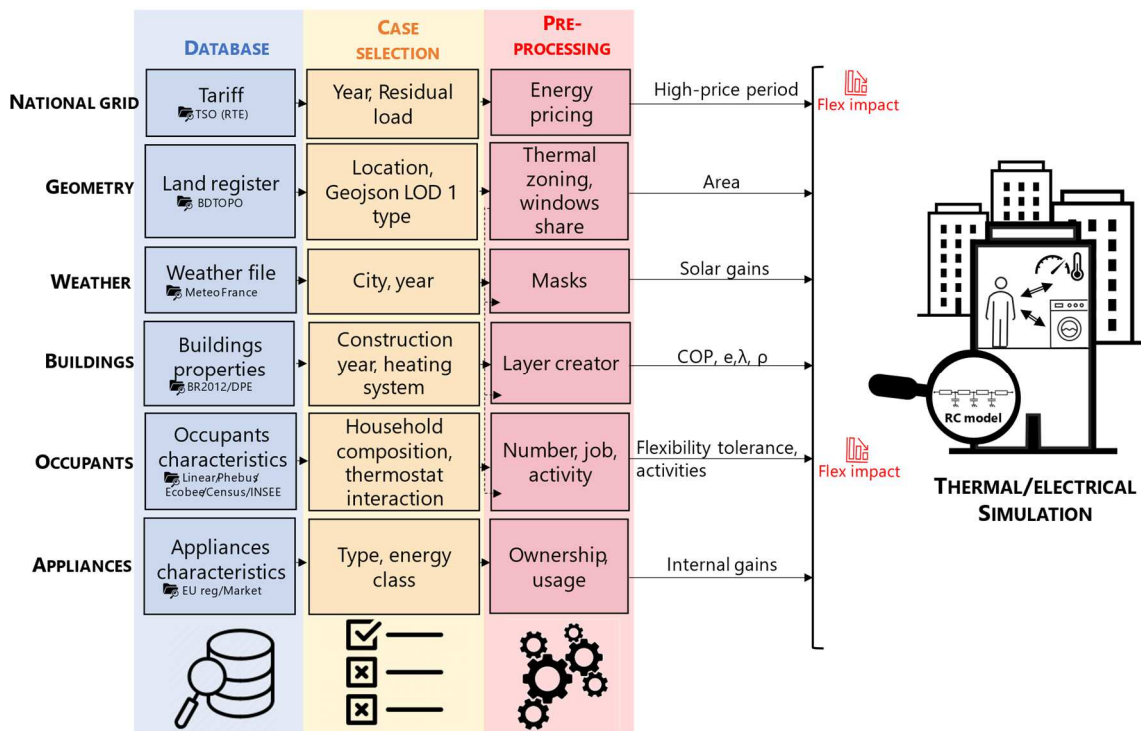 DATABASE
CASE
SELECTION
PRE-
PROCESSING
NATIONAL GRID
Tariff
TSO (RTE)
Year, Residual
load
Energy
pricing
High-price period
Flex impact
GEOMETRY
Land register
BDTOPO
Location,
Geojson LOD 1
type
Thermal
zoning,
windows
share
Area
WEATHER
Weather file
MeteoFrance
City, year
Masks
Solar gains
BUILDINGS
Buildings
properties
BR2012/DPE
Construction
year, heating
system
Layer creator
COP, e,λ, ρ
OCCUPANTS
Occupants
characteristics
Linear/Phebus/
Ecobee/Census/INSEE
Household
composition,
thermostat
interaction
Number, job,
activity
Flexibility tolerance,
activities
Flex impact
APPLIANCES
Appliances
characteristics
EU reg/Market
Type, energy
class
Ownership,
usage
Internal gains
RC model
THERMAL/ELECTRICAL
SIMULATION